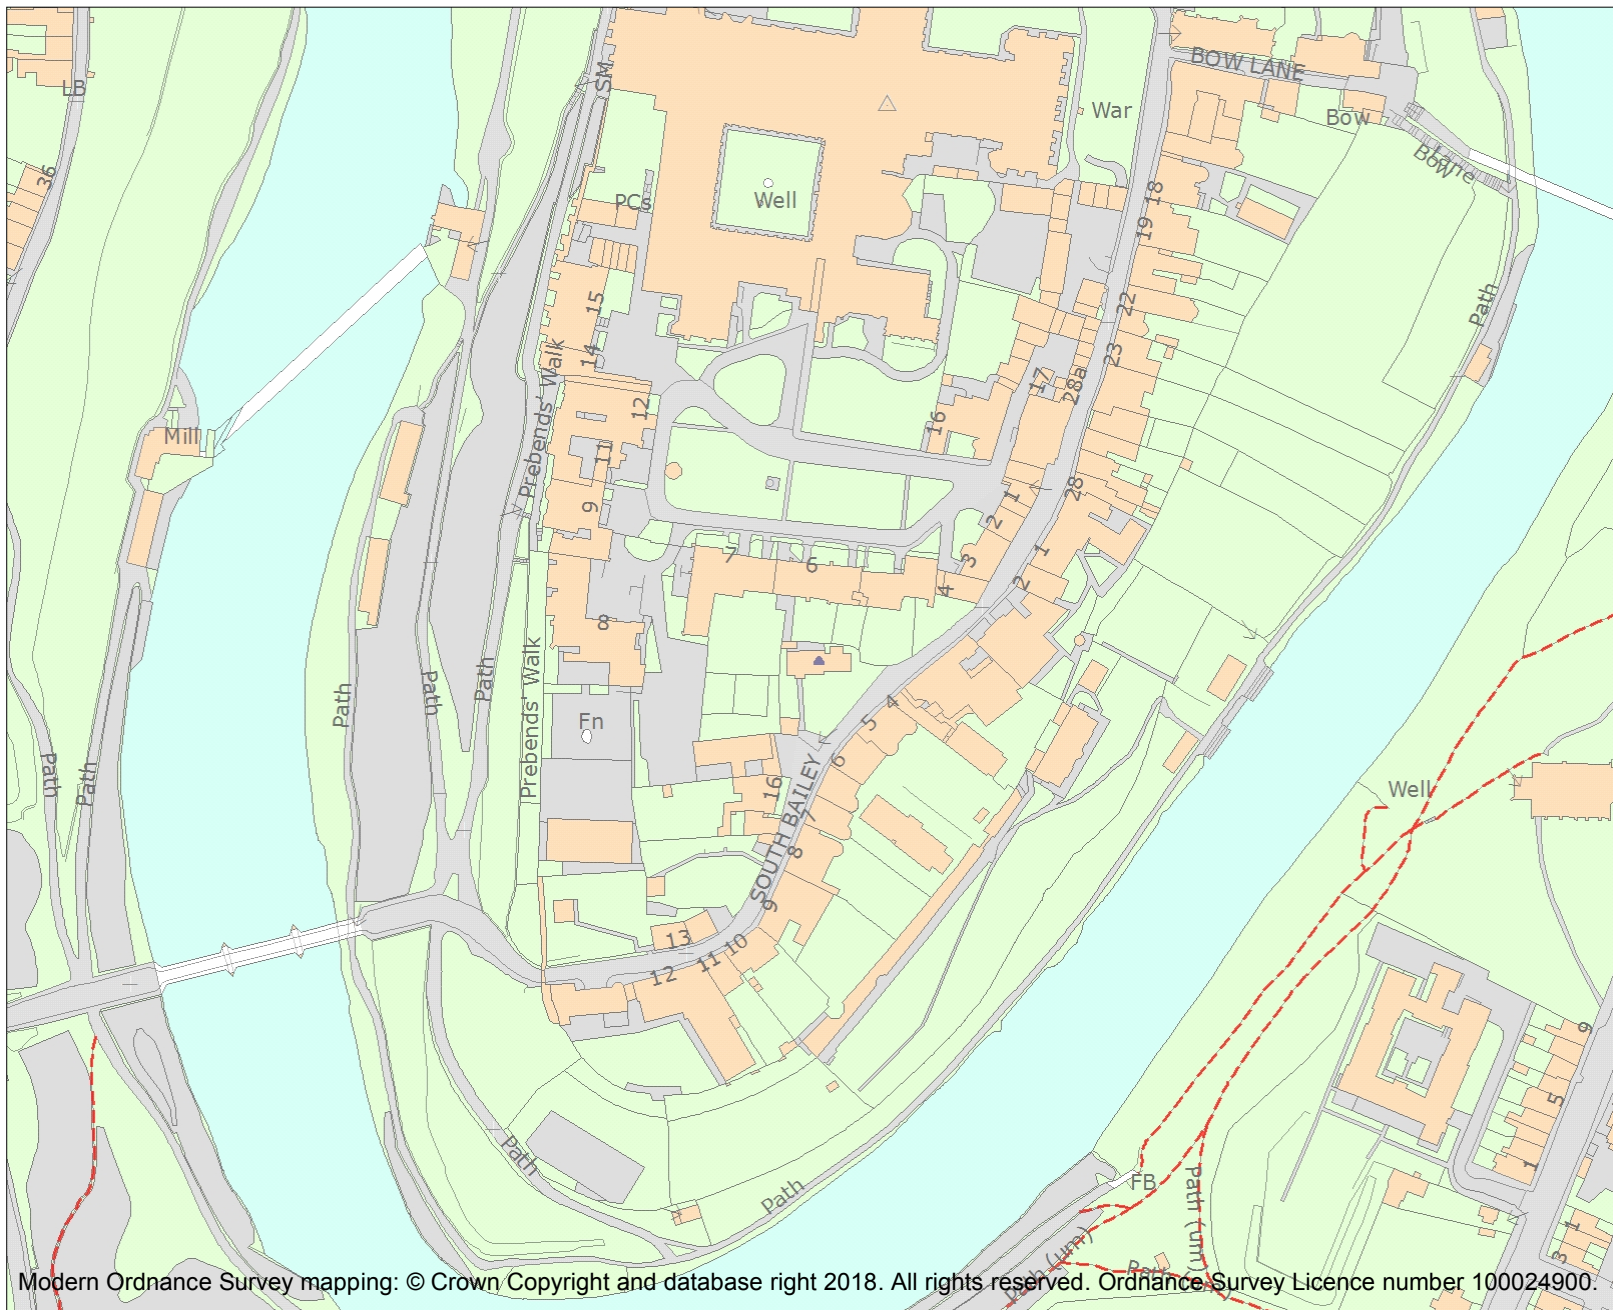 LB
SM
BOW LANE
War
Bow
Bow
Lane
36
PCs
Well
18
19
22
23
15
14
12
17
28a
16
Path
Mill
Prebends' Walk
11
9
28
1
2
3
4
1
2
7
6
8
Path
Path
Path
Prebends' Walk
Fn
4
5
6
7
8
9
16
SOUTH BAILEY
Path
Path
Well
13
12
11
10
9
5
1
Path
Path
FB
Path (um)
Path (um)
Path
1
3
Modern Ordnance Survey mapping: © Crown Copyright and database right 2018. All rights reserved. Ordnance Survey Licence number 100024900.